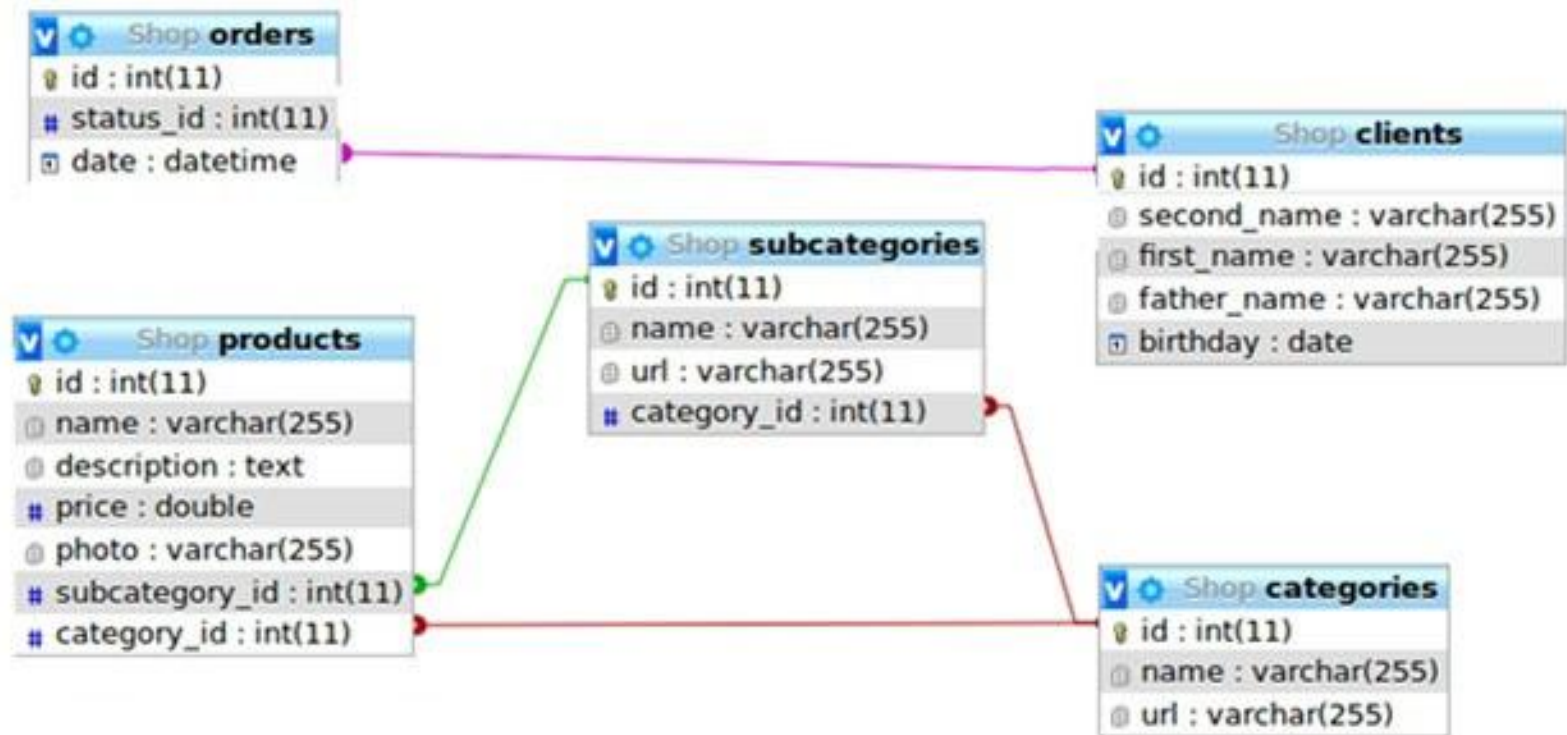 Shop orders
id : int(11)
status_id : int(11)
date : datetime
Shop clients
id : int(11)
second_name : varchar(255)
first_name : varchar(255)
father_name : varchar(255)
birthday : date
Shop subcategories
id : int(11)
name : varchar(255)
url : varchar(255)
category_id : int(11)
Shop products
id : int(11)
name : varchar(255)
description : text
price : double
photo : varchar(255)
subcategory_id : int(11)
category_id : int(11)
Shop categories
id : int(11)
name : varchar(255)
url : varchar(255)